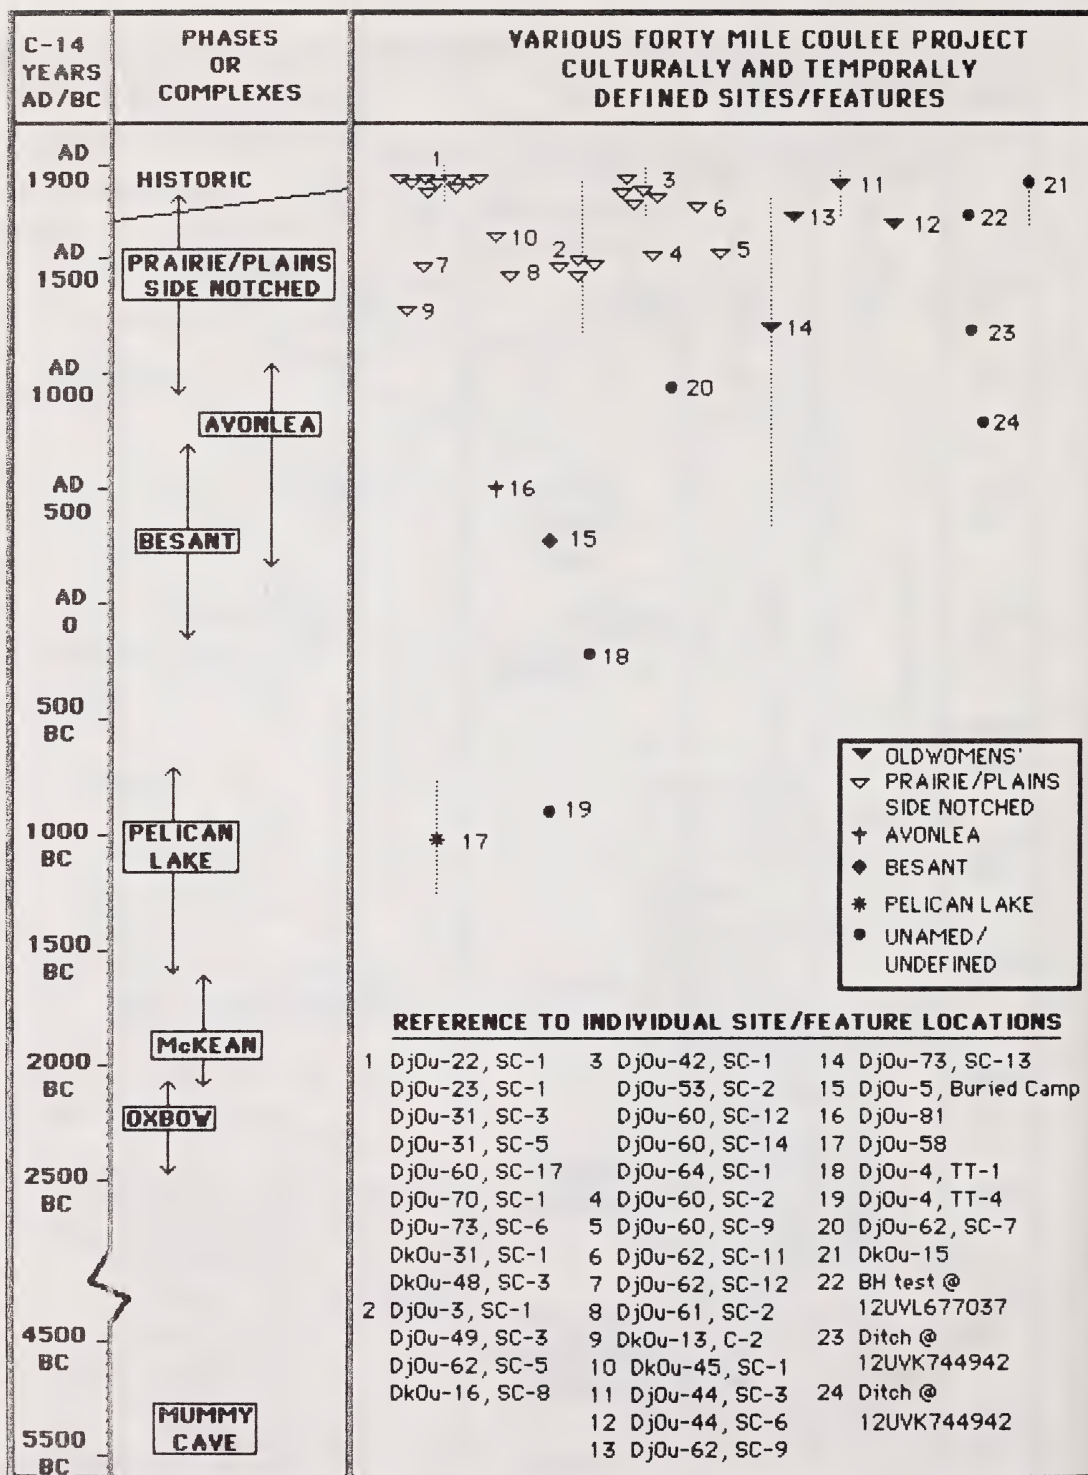 C-14
YEARS
AD/BC
PHASES
OR
COMPLEXES
VARIOUS FORTY MILE COULEE PROJECT
CULTURALLY AND TEMPORALLY
DEFINED SITES/FEATURES
AD
1900
AD
1500
AD
1000
AD
500
AD
0
500
BC
1000
BC
1500
BC
2000
BC
2500
BC
4500
BC
5500
BC
HISTORIC
PRAIRIE/PLAINS
SIDE NOTCHED
AVONLEA
BESANT
PELICAN
LAKE
McKEAN
OXBOW
MUMMY
CAVE
1
3
11
21
6
13
12
22
10
2
4
5
7
8
9
14
23
20
24
16
15
18
19
17
OLDWOMENS'
PRAIRIE/PLAINS
SIDE NOTCHED
AVONLEA
BESANT
PELICAN LAKE
UNAMED/
UNDEFINED
REFERENCE TO INDIVIDUAL SITE/FEATURE LOCATIONS
1 DjOu-22, SC-1
DjOu-23, SC-1
DjOu-31, SC-3
DjOu-31, SC-5
DjOu-60, SC-17
DjOu-70, SC-1
DjOu-73, SC-6
DkOu-31, SC-1
DkOu-48, SC-3
2 DjOu-3, SC-1
DjOu-49, SC-3
DjOu-62, SC-5
DkOu-16, SC-8
3 DjOu-42, SC-1
DjOu-53, SC-2
DjOu-60, SC-12
DjOu-60, SC-14
DjOu-64, SC-1
4 DjOu-60, SC-2
5 DjOu-60, SC-9
6 DjOu-62, SC-11
7 DjOu-62, SC-12
8 DjOu-61, SC-2
9 DkOu-13, C-2
10 DkOu-45, SC-1
11 DjOu-44, SC-3
12 DjOu-44, SC-6
13 DjOu-62, SC-9
14 DjOu-73, SC-13
15 DjOu-5, Buried Camp
16 DjOu-81
17 DjOu-58
18 DjOu-4, TT-1
19 DjOu-4, TT-4
20 DjOu-62, SC-7
21 DkOu-15
22 BH test @
12UVL677037
23 Ditch @
12UVK744942
24 Ditch @
12UVK744942